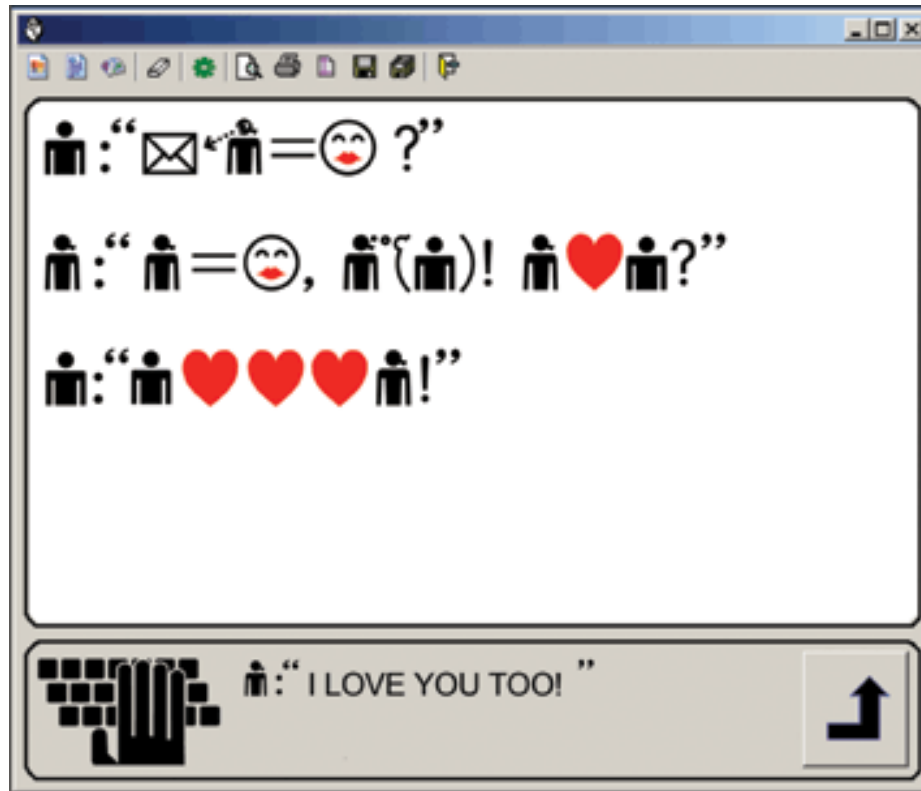 :“ = ?”
:“ = , ( )! ?”
:“ !”
:“ I LOVE YOU TOO! ”